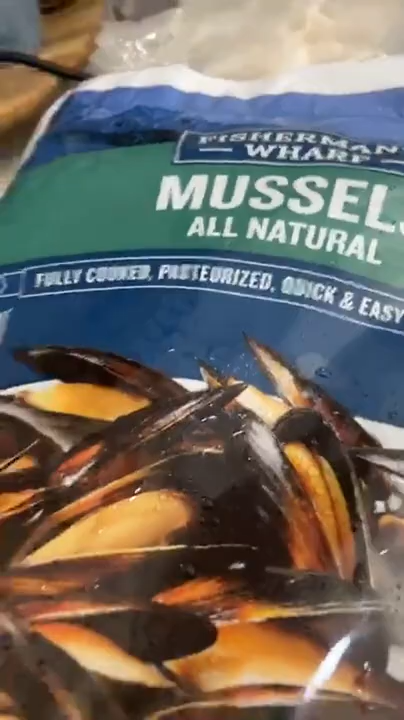 FISHERMAN'S
WHARF
MUSSELS
ALL NATURAL
FULLY COOKED, PASTEURIZED, QUICK & EASY